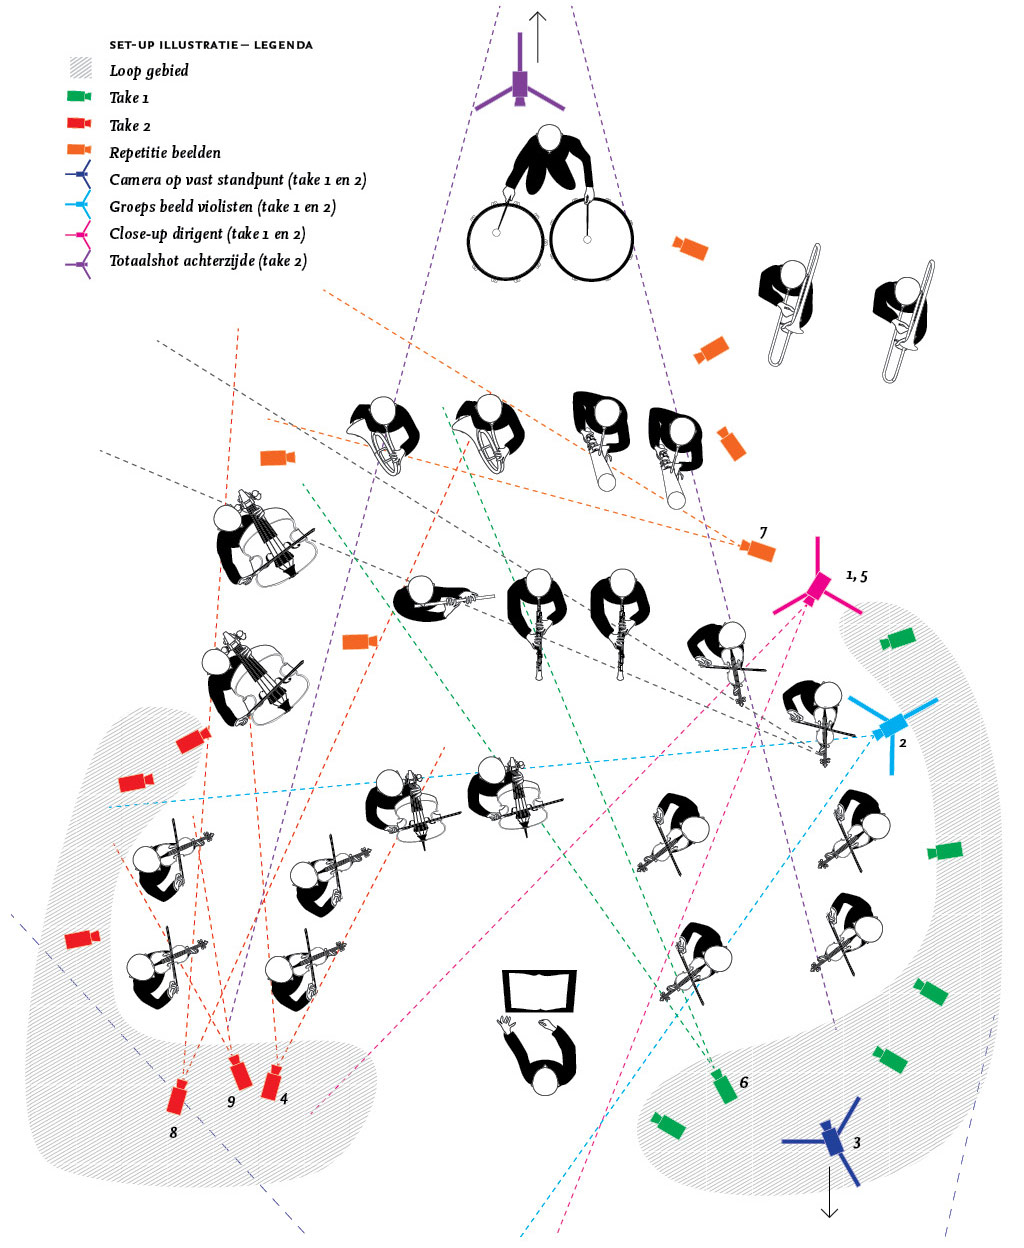 SET-UP ILLUSTRATIE — LEGENDA
Loop gebied
Take 1
Take 2
Repetitie beelden
Camera op vast standpunt (take 1 en 2)
Groeps beeld violisten (take 1 en 2)
Close-up dirigent (take 1 en 2)
Totaalshot achterzijde (take 2)
7
1, 5
2
6
4
9
8
3